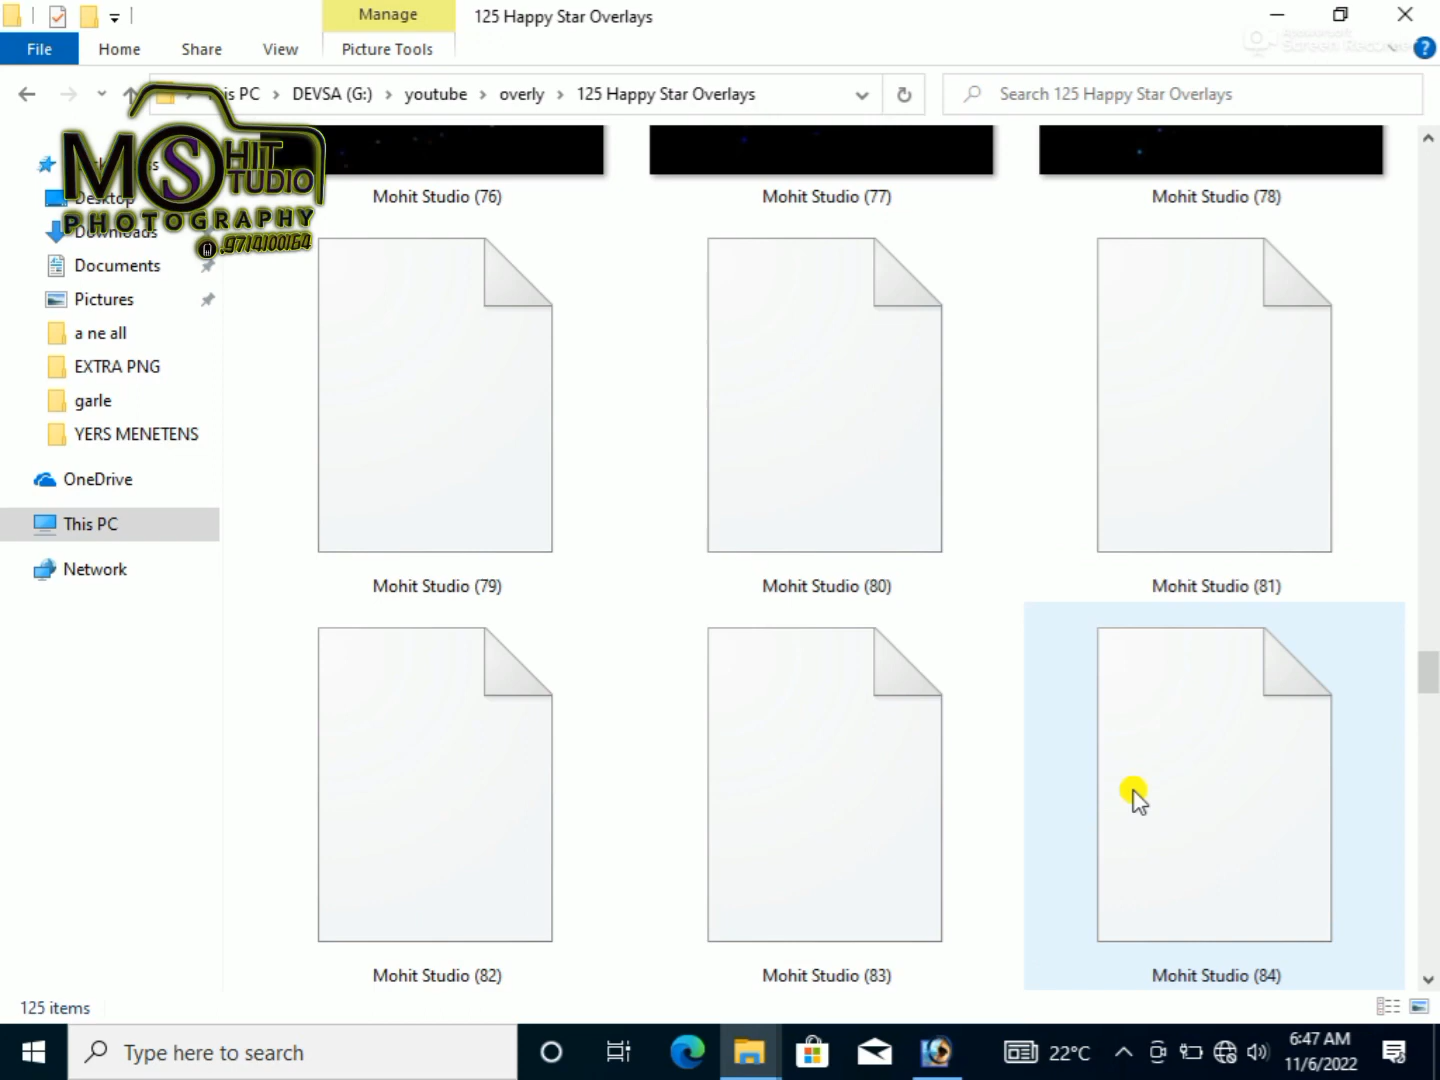 Manage
125 Happy Star Overlays
File
Home
Share
View
Picture Tools
This PC
DEVSA (G:)
youtube
overly
125 Happy Star Overlays
Search 125 Happy Star Overlays
MOHIT
STUDIO
PHOTOGRAPHY
Desktop
Downloads
Documents
Pictures
a ne all
EXTRA PNG
garle
YERS MENETENS
OneDrive
This PC
Network
Mohit Studio (76)
Mohit Studio (77)
Mohit Studio (78)
Mohit Studio (79)
Mohit Studio (80)
Mohit Studio (81)
Mohit Studio (82)
Mohit Studio (83)
Mohit Studio (84)
125 items
Type here to search
22°C
6:47 AM
11/6/2022